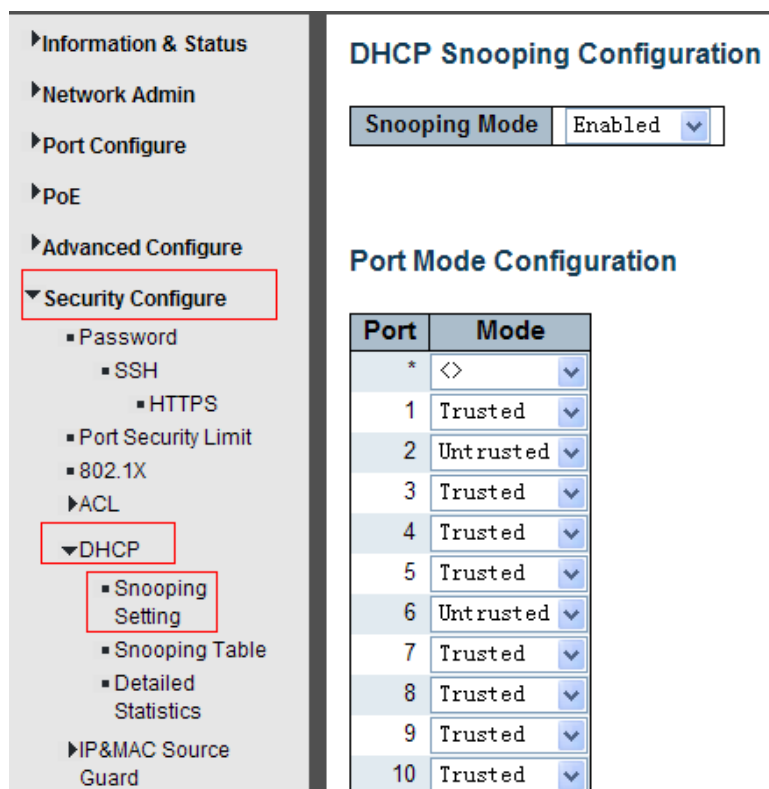 Information & Status
Network Admin
Port Configure
PoE
Advanced Configure
Security Configure
Password
SSH
HTTPS
Port Security Limit
802.1X
ACL
DHCP
Snooping
Setting
Snooping Table
Detailed
Statistics
IP&MAC Source
Guard
DHCP Snooping Configuration
Snooping Mode Enabled
Port Mode Configuration
Port Mode
* <>
1 Trusted
2 Untrusted
3 Trusted
4 Trusted
5 Trusted
6 Untrusted
7 Trusted
8 Trusted
9 Trusted
10 Trusted